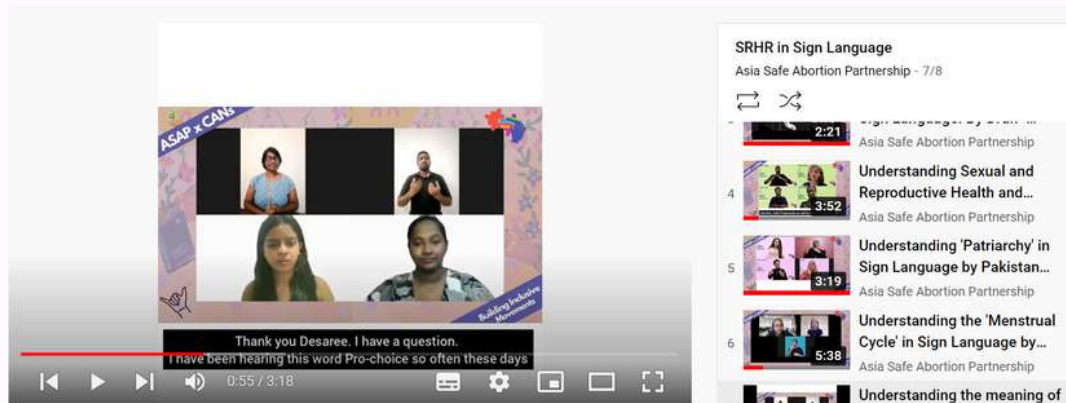 ASAP x CANs
Building Inclusive
Movements
Thank you Desaree. I have a question.
I have been hearing this word Pro-choice so often these days
0:55 / 3:18
SRHR in Sign Language
Asia Safe Abortion Partnership - 7/8
2:21
Asia Safe Abortion Partnership
4
3:52
Understanding Sexual and
Reproductive Health and...
Asia Safe Abortion Partnership
5
3:19
Understanding 'Patriarchy' in
Sign Language by Pakistan...
Asia Safe Abortion Partnership
6
5:38
Understanding the 'Menstrual
Cycle' in Sign Language by...
Asia Safe Abortion Partnership
Understanding the meaning of